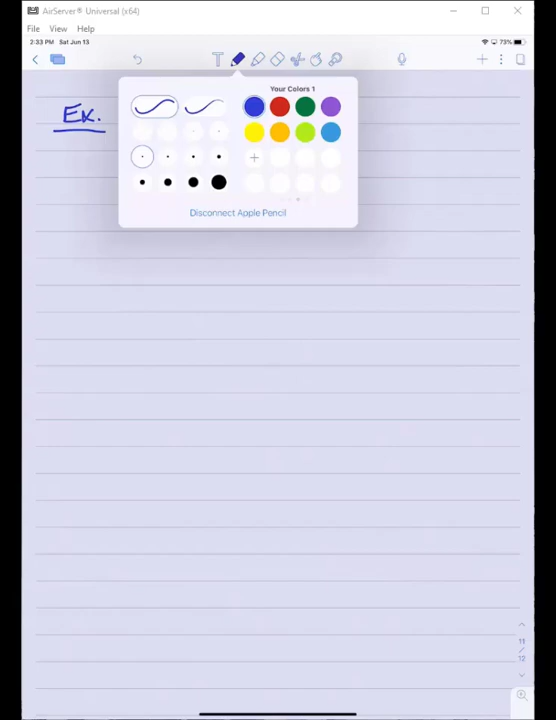 AirServer® Universal (x64)
File View Help
2:33 PM Sat Jun 13 73%
T
Your Colors 1
Ex.
+
Disconnect Apple Pencil
11
/
12